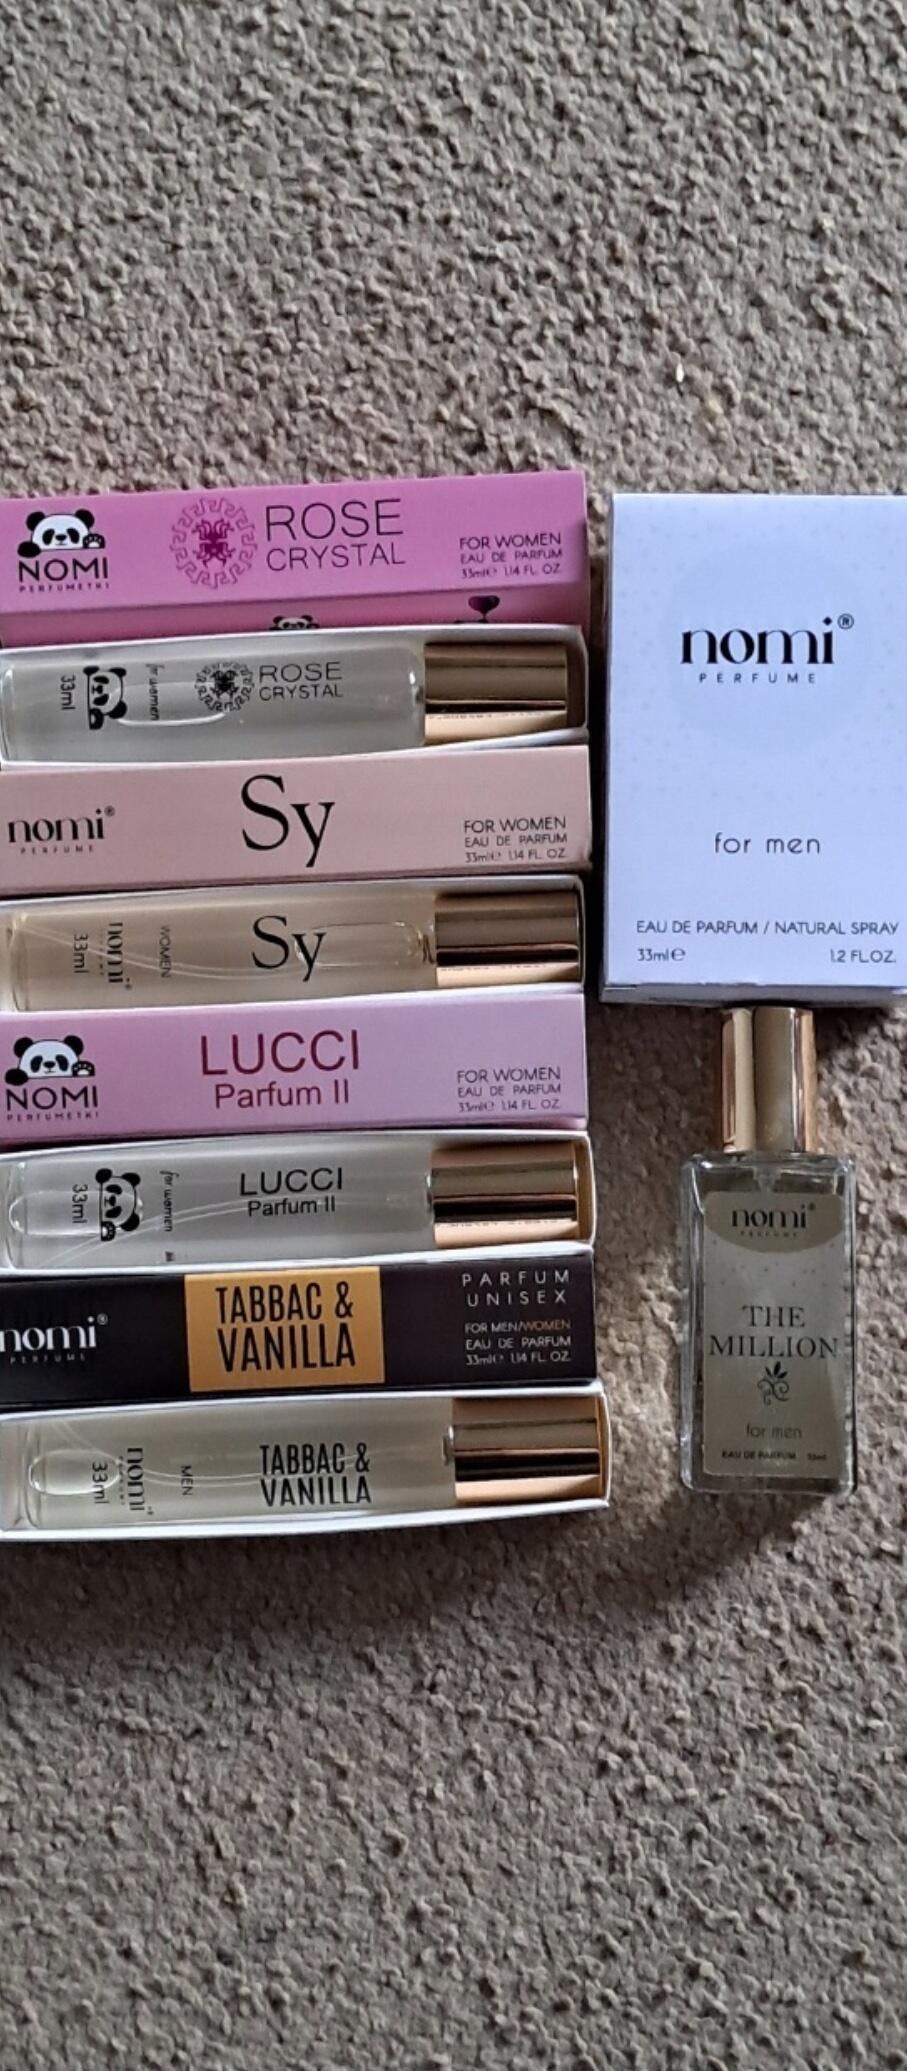 NOMI
PERFUMETKI
ROSE
CRYSTAL
FOR WOMEN
EAU DE PARFUM
33ml℮ 1.14 FL. OZ.
33ml
for women
ROSE
CRYSTAL
nomi®
PERFUME
Sy
FOR WOMEN
EAU DE PARFUM
33ml℮ 1.14 FL. OZ.
33ml
nomi®
WOMEN
Sy
NOMI
PERFUMETKI
LUCCI
Parfum II
FOR WOMEN
EAU DE PARFUM
33ml℮ 1.14 FL. OZ.
33ml
for women
LUCCI
Parfum II
nomi®
PERFUME
TABBAC &
VANILLA
PARFUM
UNISEX
FOR MEN/WOMEN
EAU DE PARFUM
33ml℮ 1.14 FL. OZ.
33ml
nomi®
MEN
TABBAC &
VANILLA
nomi®
PERFUME
for men
EAU DE PARFUM / NATURAL SPRAY
33ml℮ 1.2 FL.OZ.
nomi®
PERFUME
THE
MILLION
for men
EAU DE PARFUM 33ml